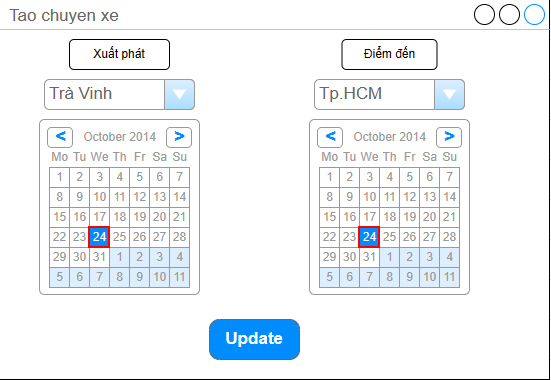 Tao chuyen xe
Xuất phát
Điểm đến
Trà Vinh
Tp.HCM
< October 2014 >
Mo Tu We Th Fr Sa Su
1 2 3 4 5 6 7
8 9 10 11 12 13 14
15 16 17 18 19 20 21
22 23 24 25 26 27 28
29 30 31 1 2 3 4
5 6 7 8 9 10 11
< October 2014 >
Mo Tu We Th Fr Sa Su
1 2 3 4 5 6 7
8 9 10 11 12 13 14
15 16 17 18 19 20 21
22 23 24 25 26 27 28
29 30 31 1 2 3 4
5 6 7 8 9 10 11
Update